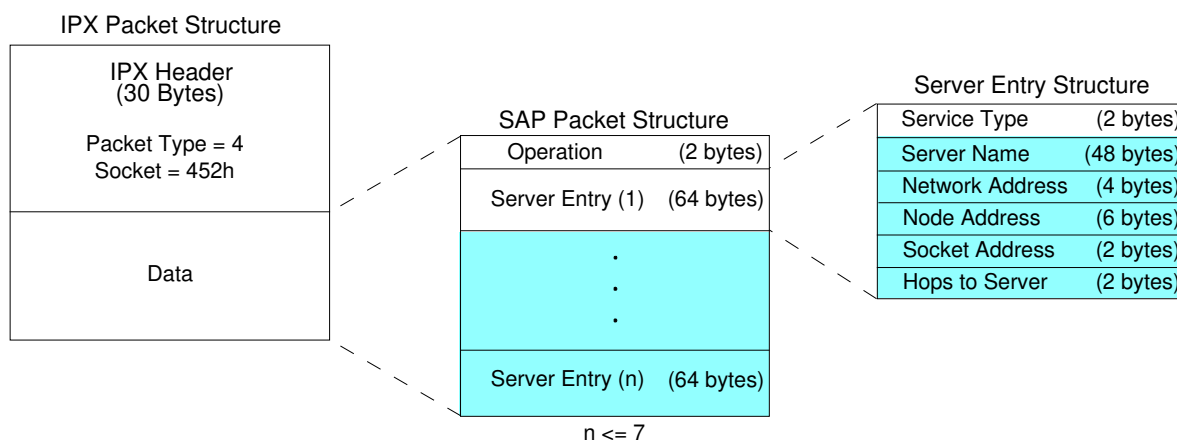 IPX Packet Structure
IPX Header
(30 Bytes)
Packet Type = 4
Socket = 452h
Data
SAP Packet Structure
Operation (2 bytes)
Server Entry (1) (64 bytes)
.
.
.
Server Entry (n) (64 bytes)
n <= 7
Server Entry Structure
Service Type (2 bytes)
Server Name (48 bytes)
Network Address (4 bytes)
Node Address (6 bytes)
Socket Address (2 bytes)
Hops to Server (2 bytes)